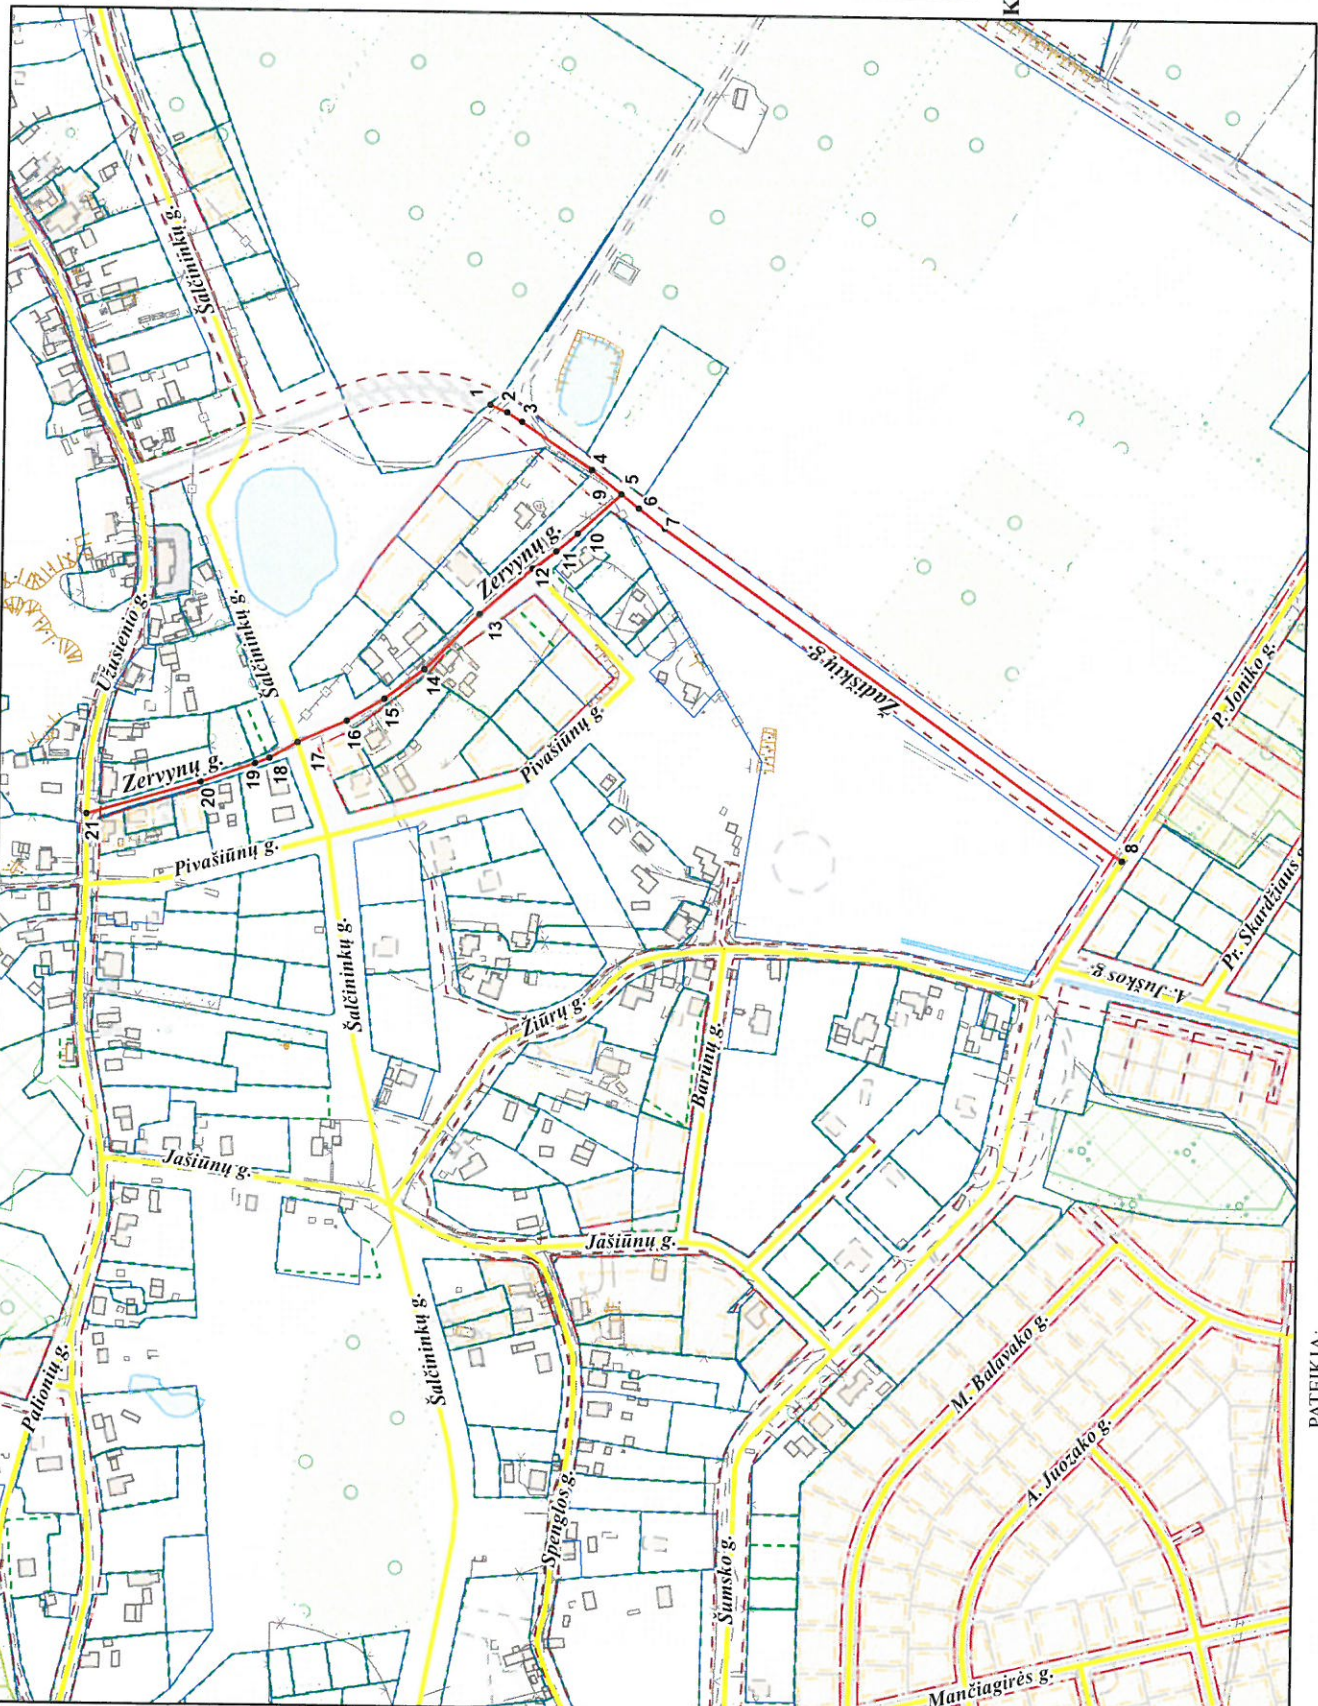 K
Šalčininkų g.
Užusienio g.
Šalčininkų g.
1
2
3
4
5
6
7
8
9
10
11
12
13
14
15
16
17
18
19
20
21
Zervynų g.
Zervynų g.
Žadiškių g.
Pivašiūnų g.
Pivašiūnų g.
P. Joniko g.
Pr. Skardžiaus g.
A. Juškos g.
Šalčininkų g.
Žiūrų g.
Barūnų g.
Jašiūnų g.
Jašiūnų g.
Šalčininkų g.
Palionių g.
Spenglos g.
Šumsko g.
M. Balavako g.
A. Juozako g.
Mančiagirės g.
PATEIKIA: